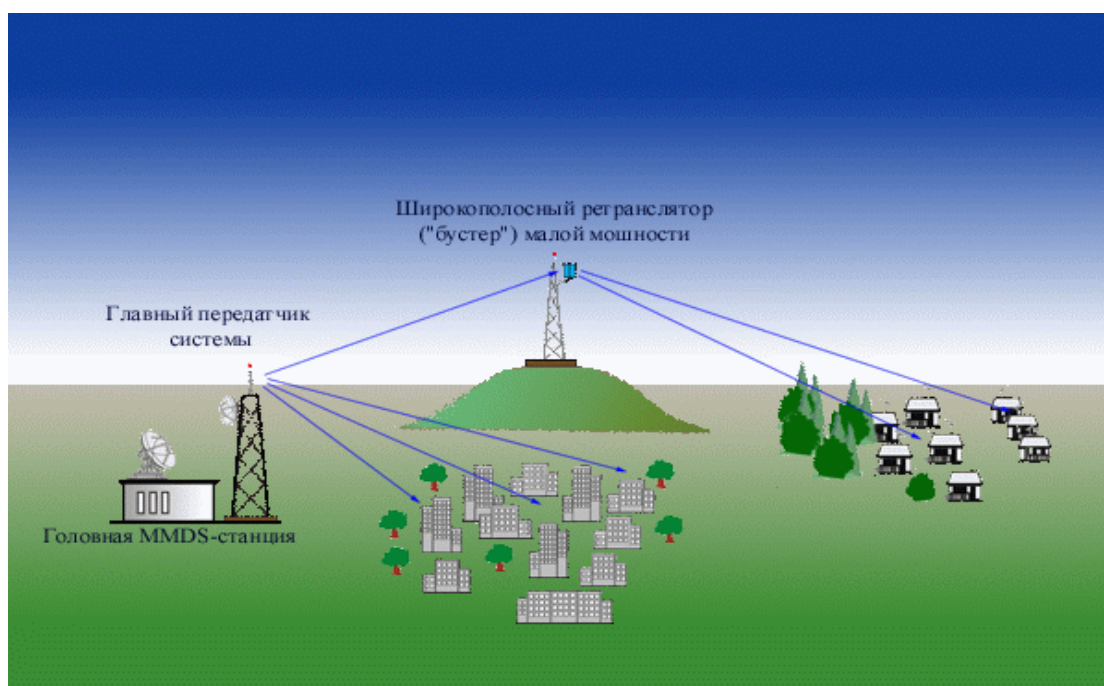 Широкополосный ретранслятор
("бустер") малой мошности
Главный передатчик
системы
Головная MMDS-станция